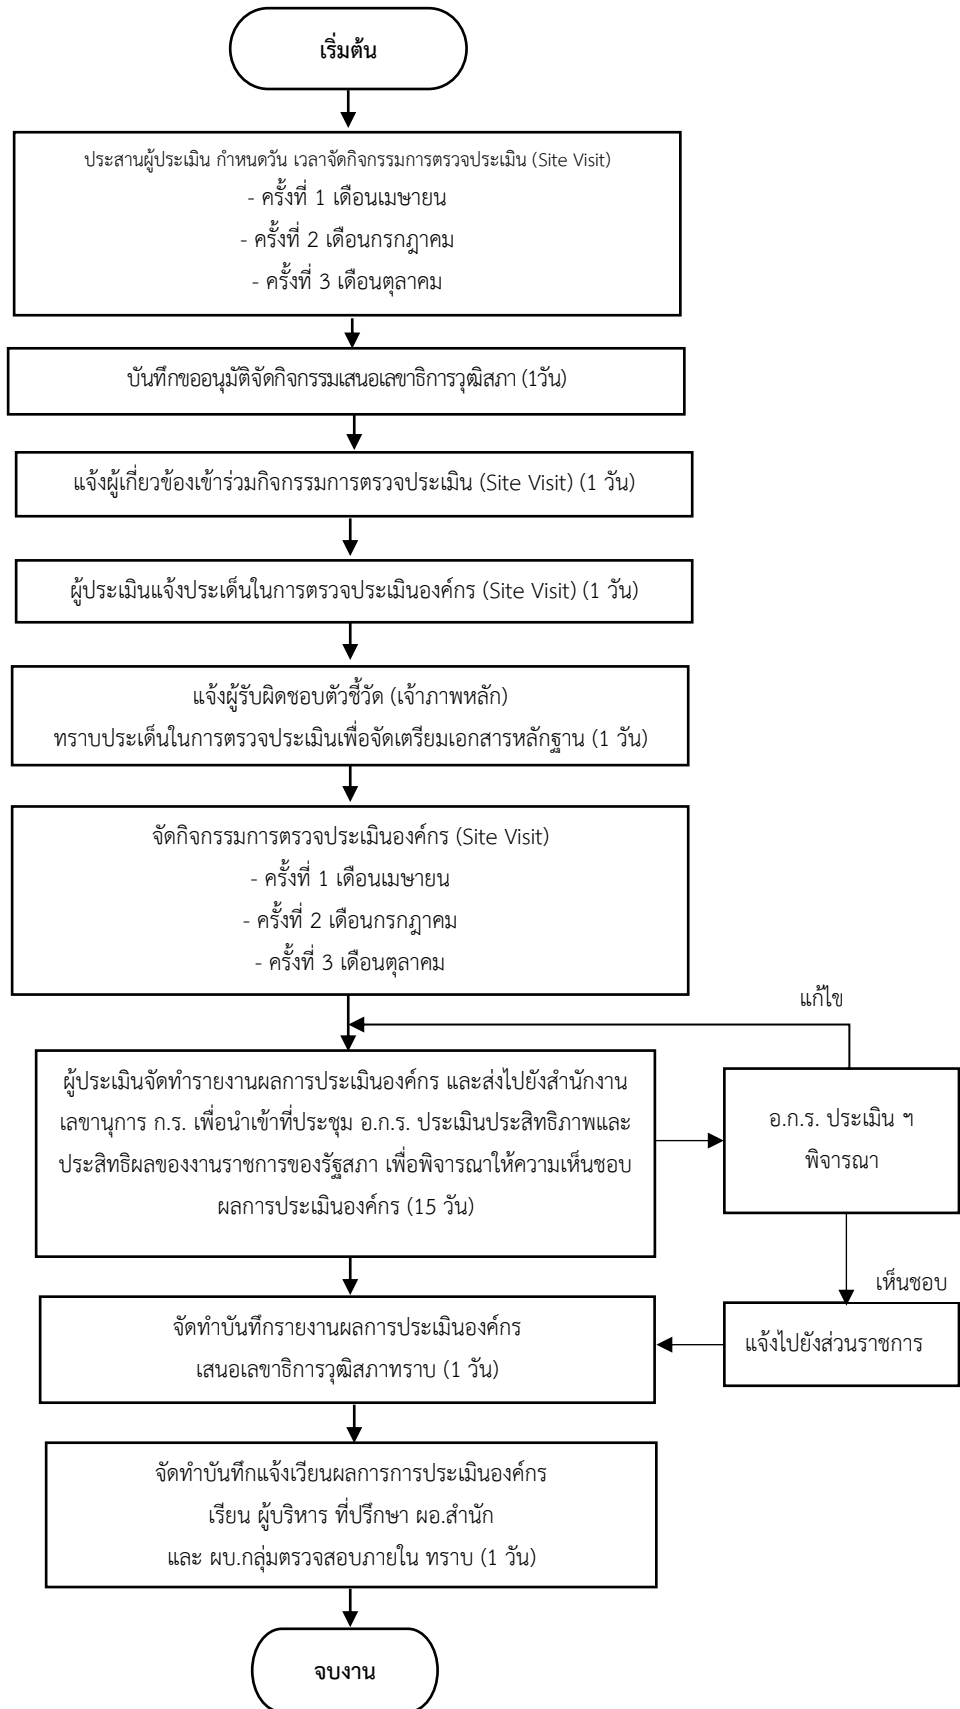 เริ่มต้น
ประสานผู้ประเมิน กำหนดวัน เวลาจัดกิจกรรมการตรวจประเมิน (Site Visit)
- ครั้งที่ 1 เดือนเมษายน
- ครั้งที่ 2 เดือนกรกฎาคม
- ครั้งที่ 3 เดือนตุลาคม
บันทึกขออนุมัติจัดกิจกรรมเสนอเลขาธิการวุฒิสภา (1วัน)
แจ้งผู้เกี่ยวข้องเข้าร่วมกิจกรรมการตรวจประเมิน (Site Visit) (1 วัน)
ผู้ประเมินแจ้งประเด็นในการตรวจประเมินองค์กร (Site Visit) (1 วัน)
แจ้งผู้รับผิดชอบตัวชี้วัด (เจ้าภาพหลัก)
ทราบประเด็นในการตรวจประเมินเพื่อจัดเตรียมเอกสารหลักฐาน (1 วัน)
จัดกิจกรรมการตรวจประเมินองค์กร (Site Visit)
- ครั้งที่ 1 เดือนเมษายน
- ครั้งที่ 2 เดือนกรกฎาคม
- ครั้งที่ 3 เดือนตุลาคม
แก้ไข
ผู้ประเมินจัดทำรายงานผลการประเมินองค์กร และส่งไปยังสำนักงาน
เลขานุการ ก.ร. เพื่อนำเข้าที่ประชุม อ.ก.ร. ประเมินประสิทธิภาพและ
ประสิทธิผลของงานราชการของรัฐสภา เพื่อพิจารณาให้ความเห็นชอบ
ผลการประเมินองค์กร (15 วัน)
อ.ก.ร. ประเมิน ฯ
พิจารณา
เห็นชอบ
แจ้งไปยังส่วนราชการ
จัดทำบันทึกรายงานผลการประเมินองค์กร
เสนอเลขาธิการวุฒิสภาทราบ (1 วัน)
จัดทำบันทึกแจ้งเวียนผลการการประเมินองค์กร
เรียน ผู้บริหาร ที่ปรึกษา ผอ.สำนัก
และ ผบ.กลุ่มตรวจสอบภายใน ทราบ (1 วัน)
จบงาน